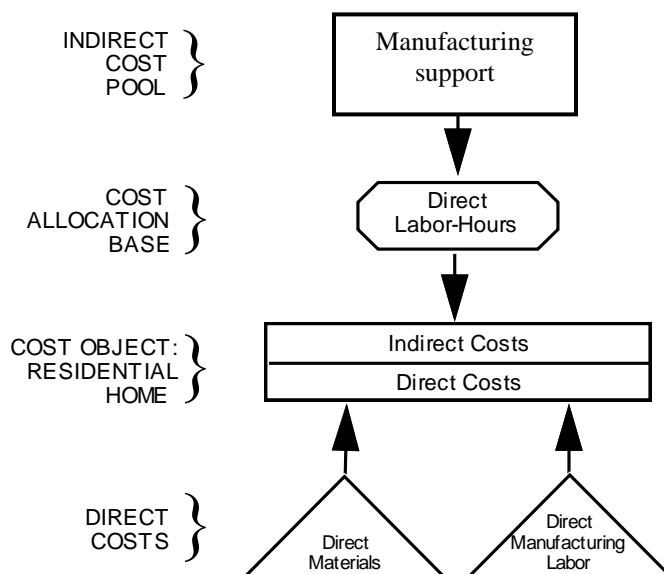 INDIRECT
COST
POOL
Manufacturing
support
COST
ALLOCATION
BASE
Direct
Labor-Hours
COST OBJECT:
RESIDENTIAL
HOME
Indirect Costs
Direct Costs
DIRECT
COSTS
Direct
Materials
Direct
Manufacturing
Labor